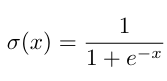 σ(x) = 1 / (1 + e^{-x})